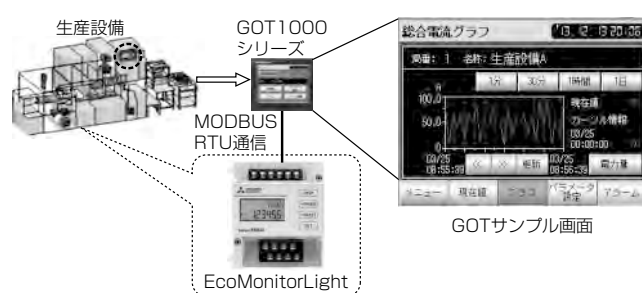 生産設備
GOT1000
シリーズ
MODBUS
RTU通信
EcoMonitorLight
総合電流グラフ
局番: 1 名称: 生産設備A
1分 30分 1時間 1日
A
100.0
50.0
0
現在値
カーソル情報
03/25
00:00:00
03/25
08:55:39
<< >> 更新
03/25
08:56:39
電力量
メニュー 現在値 グラフ パラメータ設定 アラーム
GOTサンプル画面